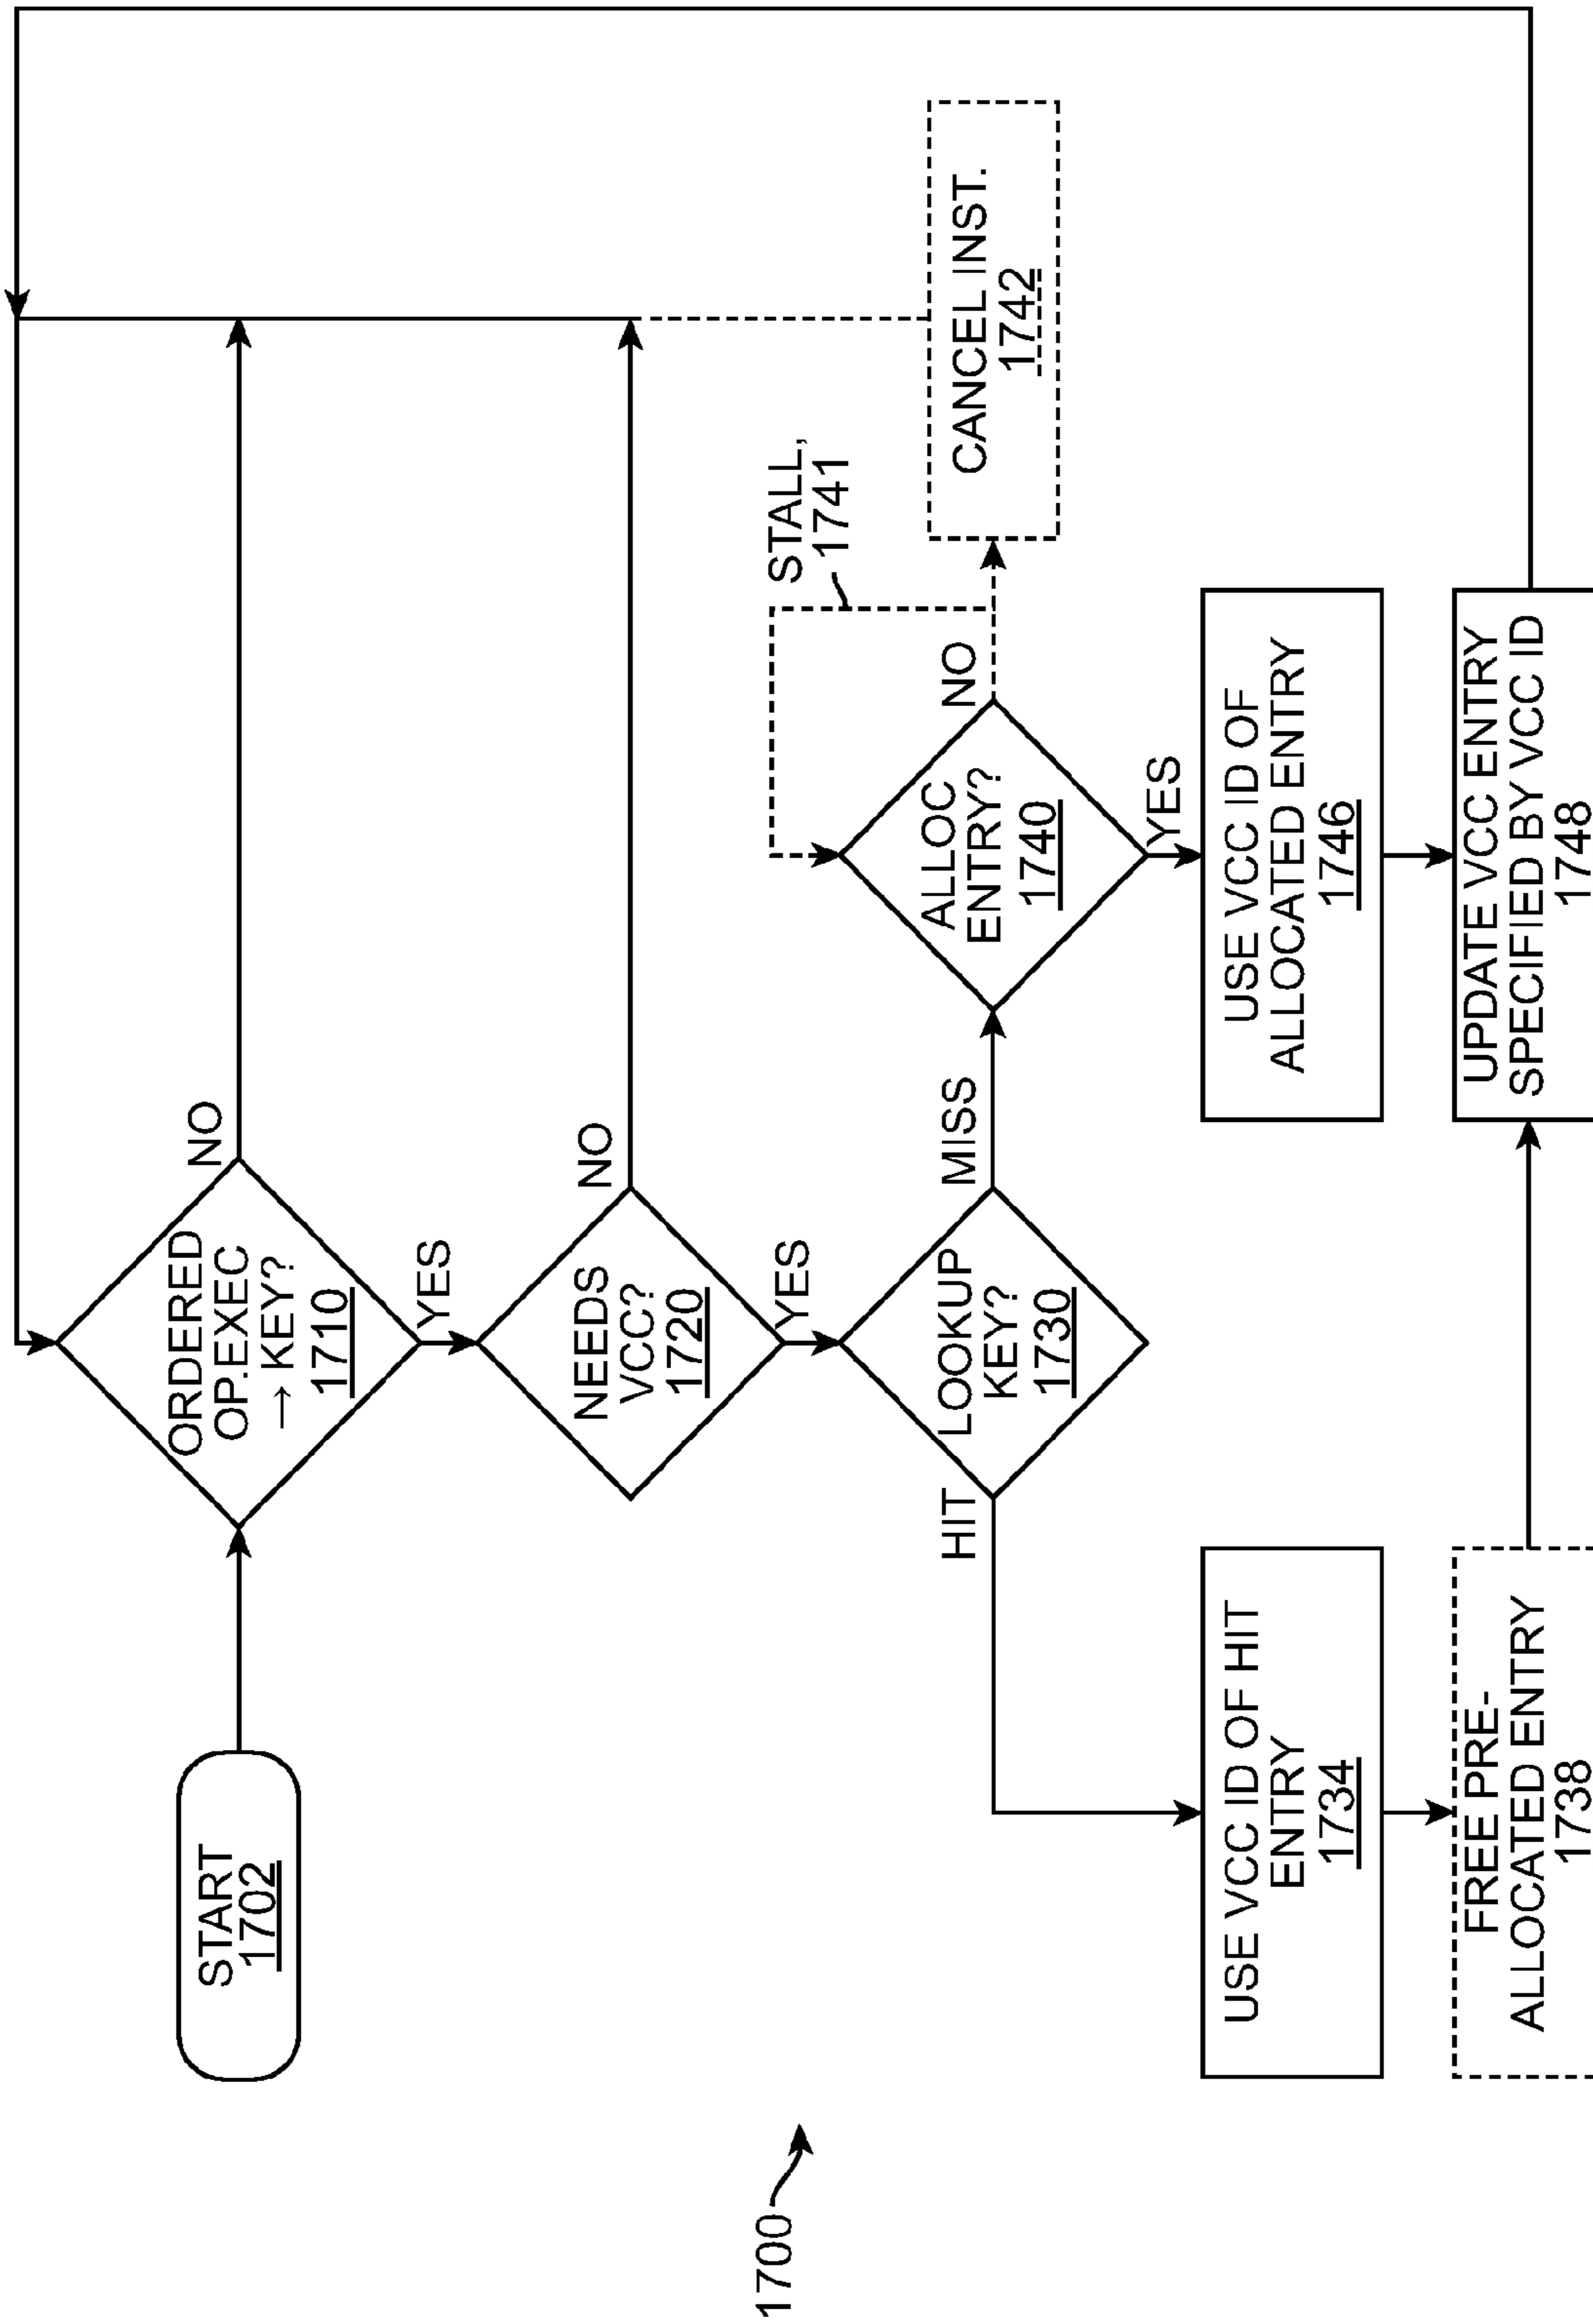 1700
START
1702
ORDERED
OP.EXEC
→ KEY?
1710
NO
YES
NEEDS
VCC?
1720
NO
YES
LOOKUP
KEY?
1730
HIT
MISS
STALL,
1741
ALLOC
ENTRY?
1740
NO
YES
CANCEL INST.
1742
USE VCC ID OF HIT
ENTRY
1734
USE VCC ID OF
ALLOCATED ENTRY
1746
FREE PRE-
ALLOCATED ENTRY
1738
UPDATE VCC ENTRY
SPECIFIED BY VCC ID
1748